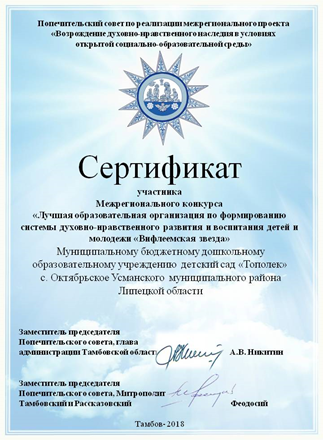 Попечительский совет по реализации межрегионального проекта
«Возрождение духовно-нравственного наследия в условиях
открытой социально-образовательной среды»
Сертификат
участника
Межрегионального конкурса
«Лучшая образовательная организация по формированию
системы духовно-нравственного развития и воспитания детей и
молодежи «Вифлеемская звезда»
Муниципальному бюджетному дошкольному
образовательному учреждению детский сад «Тополек»
с. Октябрьское Усманского муниципального района
Липецкой области
Заместитель председателя
Попечительского совета, глава
администрации Тамбовской област А.В. Никитин
Заместитель председателя
Попечительского совета, Митрополит
Тамбовский и Рассказовский Феодосий
Тамбов- 2018